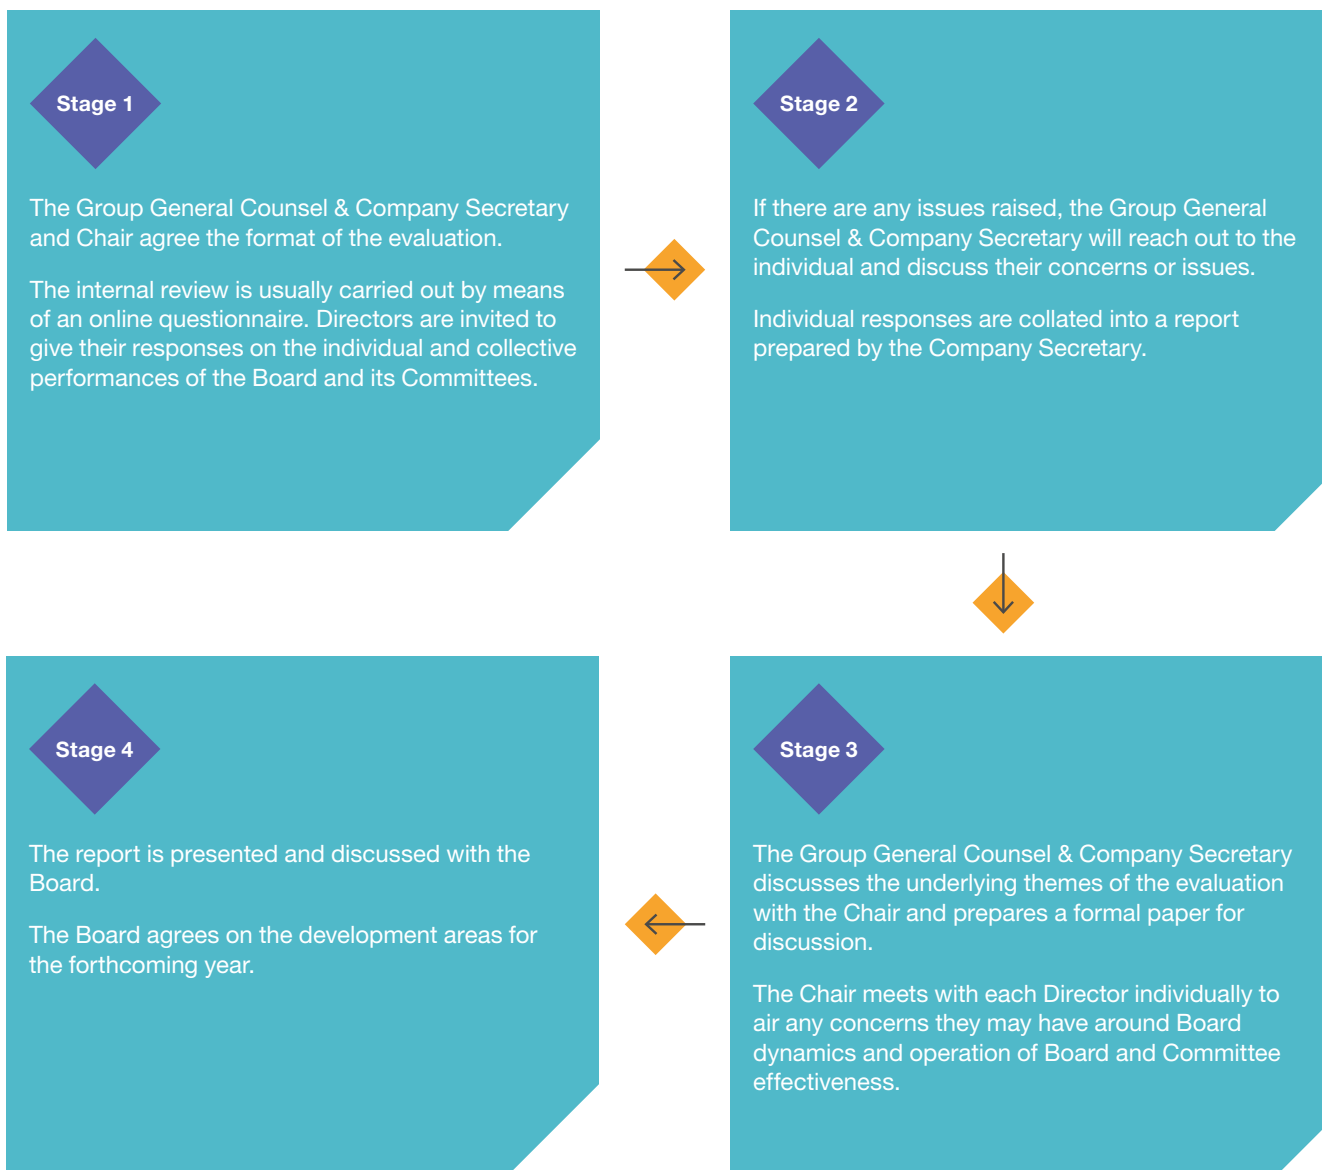 Stage 1
The Group General Counsel & Company Secretary
and Chair agree the format of the evaluation.
The internal review is usually carried out by means
of an online questionnaire. Directors are invited to
give their responses on the individual and collective
performances of the Board and its Committees.
Stage 2
If there are any issues raised, the Group General
Counsel & Company Secretary will reach out to the
individual and discuss their concerns or issues.
Individual responses are collated into a report
prepared by the Company Secretary.
Stage 3
The Group General Counsel & Company Secretary
discusses the underlying themes of the evaluation
with the Chair and prepares a formal paper for
discussion.
The Chair meets with each Director individually to
air any concerns they may have around Board
dynamics and operation of Board and Committee
effectiveness.
Stage 4
The report is presented and discussed with the
Board.
The Board agrees on the development areas for
the forthcoming year.